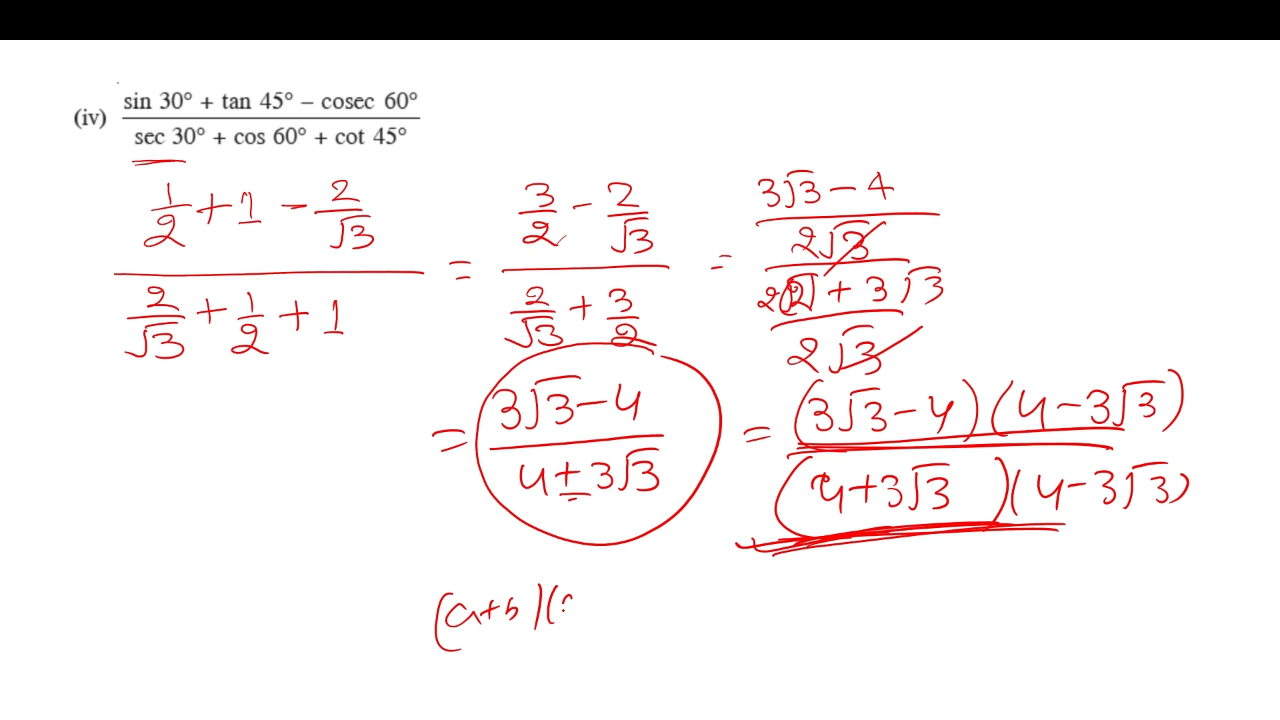 (iv) sin 30° + tan 45° – cosec 60° / sec 30° + cos 60° + cot 45°
1/2 + 1 - 2/√3 / 2/√3 + 1/2 + 1 = 3/2 - 2/√3 / 2/√3 + 3/2 = 3√3 - 4 / 2√3 / 2(2) + 3√3 / 2√3
= 3√3 - 4 / 4 + 3√3 = (3√3 - 4)(4 - 3√3) / (4 + 3√3)(4 - 3√3)
(a+b)(